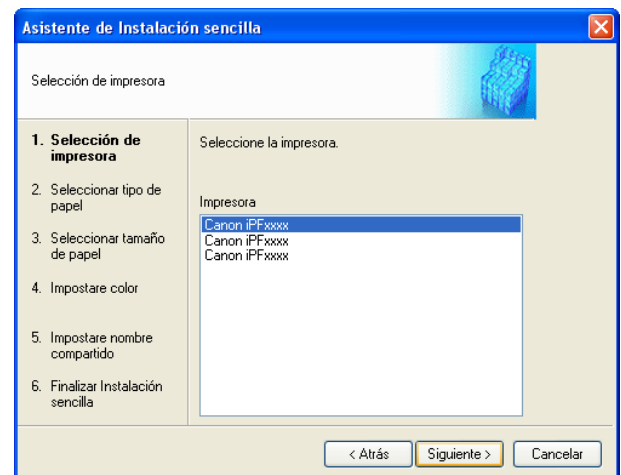 Asistente de Instalación sencilla
Selección de impresora
1. Selección de
impresora
2. Seleccionar tipo de
papel
3. Seleccionar tamaño
de papel
4. Impostare color
5. Impostare nombre
compartido
6. Finalizar Instalación
sencilla
Seleccione la impresora.
Impresora
Canon iPFxxxx
Canon iPFxxxx
Canon iPFxxxx
< Atrás
Siguiente >
Cancelar